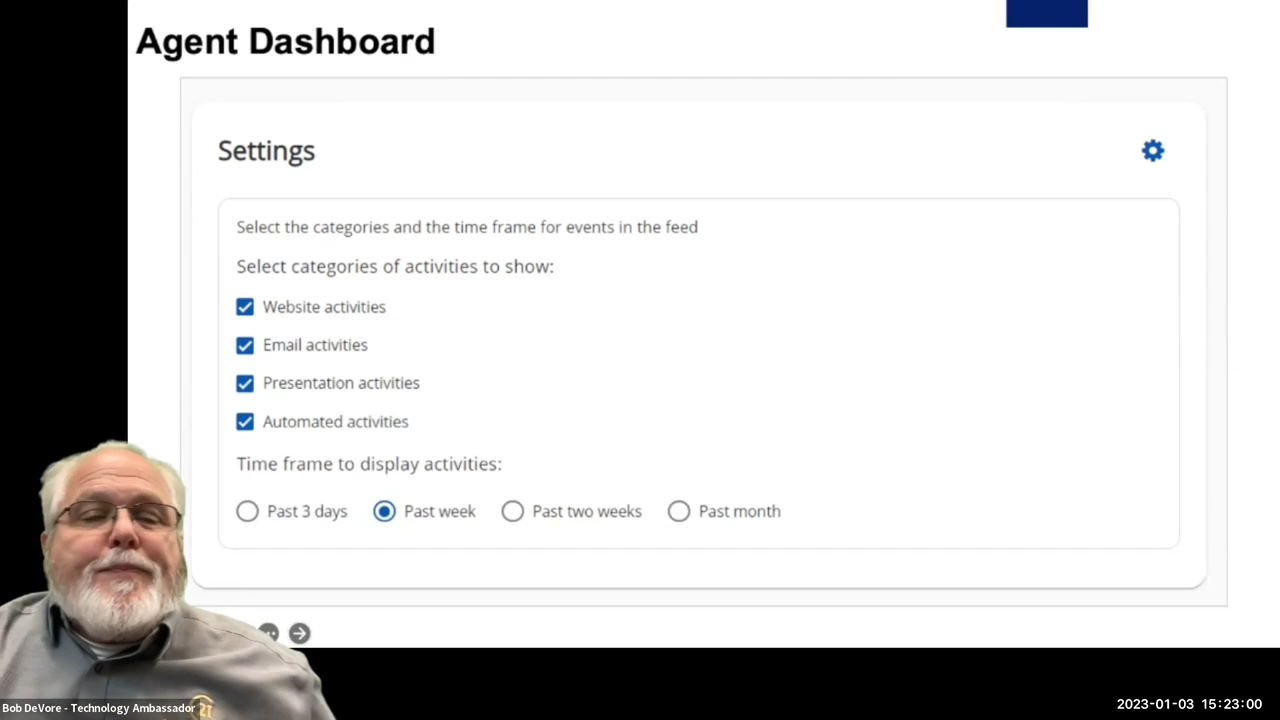 Agent Dashboard
Settings
Select the categories and the time frame for events in the feed
Select categories of activities to show:
Website activities
Email activities
Presentation activities
Automated activities
Time frame to display activities:
Past 3 days Past week Past two weeks Past month
Bob DeVore - Technology Ambassador
2023-01-03 15:23:00